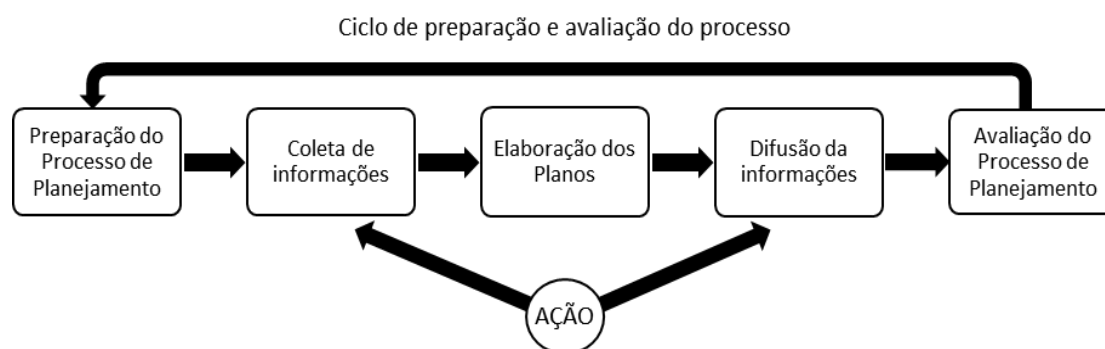 Ciclo de preparação e avaliação do processo
Preparação do
Processo de
Planejamento
Coleta de
informações
Elaboração dos
Planos
Difusão da
informações
Avaliação do
Processo de
Planejamento
AÇÃO